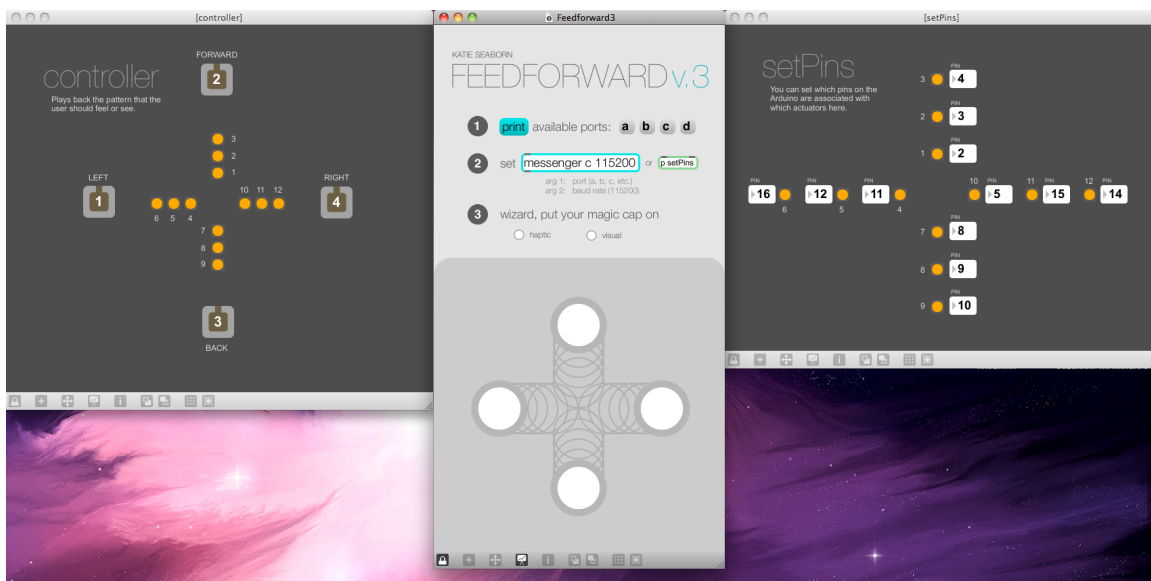 [controller]
controller
Plays back the pattern that the
user should feel or see.
FORWARD
2
3
2
1
LEFT
1
6 5 4
10 11 12
RIGHT
4
7
8
9
3
BACK
Feedforward3
KATIE SEABORN
FEEDFORWARD v.3
1 print available ports: a b c d
2 set messenger c 115200 or p setPins
arg 1: port (a, b, c, etc.)
arg 2: baud rate (115200)
3 wizard, put your magic cap on
haptic visual
[setPins]
setPins
You can set which pins on the
Arduino are associated with
which actuators here.
PIN
3 4
PIN
2 3
PIN
1 2
PIN PIN PIN 10 PIN 11 PIN 12 PIN
16 12 11 5 15 14
6 5 4
PIN
7 8
PIN
8 9
PIN
9 10